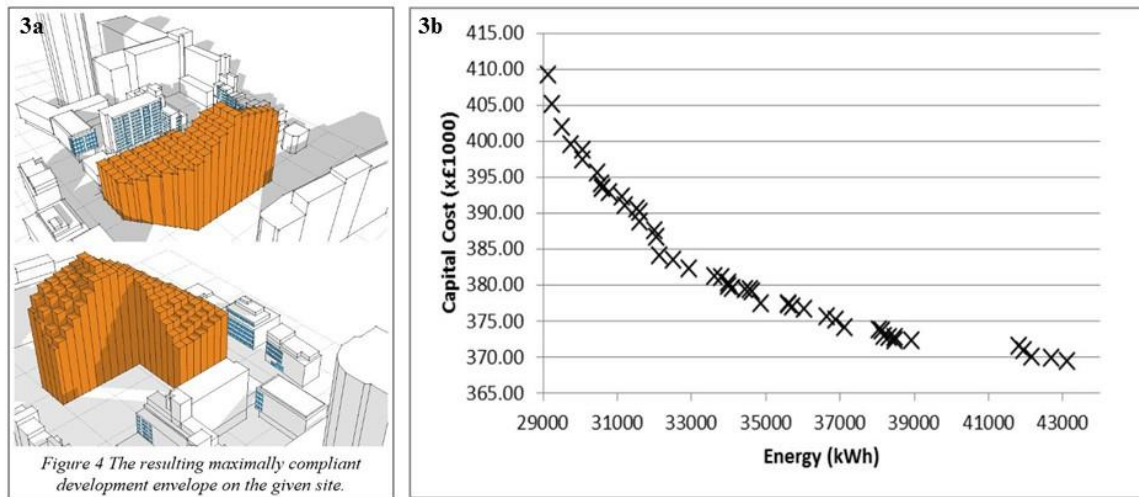 3a
Figure 4 The resulting maximally compliant
development envelope on the given site.
3b
Capital Cost (x£1000)
415.00
410.00
405.00
400.00
395.00
390.00
385.00
380.00
375.00
370.00
365.00
29000 31000 33000 35000 37000 39000 41000 43000
Energy (kWh)